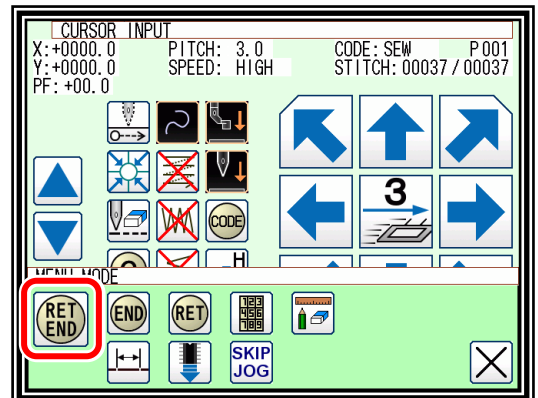 CURSOR INPUT
X:+0000.0 PITCH: 3.0 CODE:SEW P001
Y:+0000.0 SPEED: HIGH STITCH:00037/00037
PF:+00.0
3
CODE
H
MENU MODE
RET END
END
RET
123
456
789
SKIP
JOG